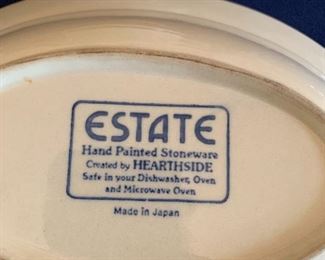 ESTATE
Hand Painted Stoneware
Created by HEARTHSIDE
Safe in your Dishwasher, Oven
and Microwave Oven
Made in Japan